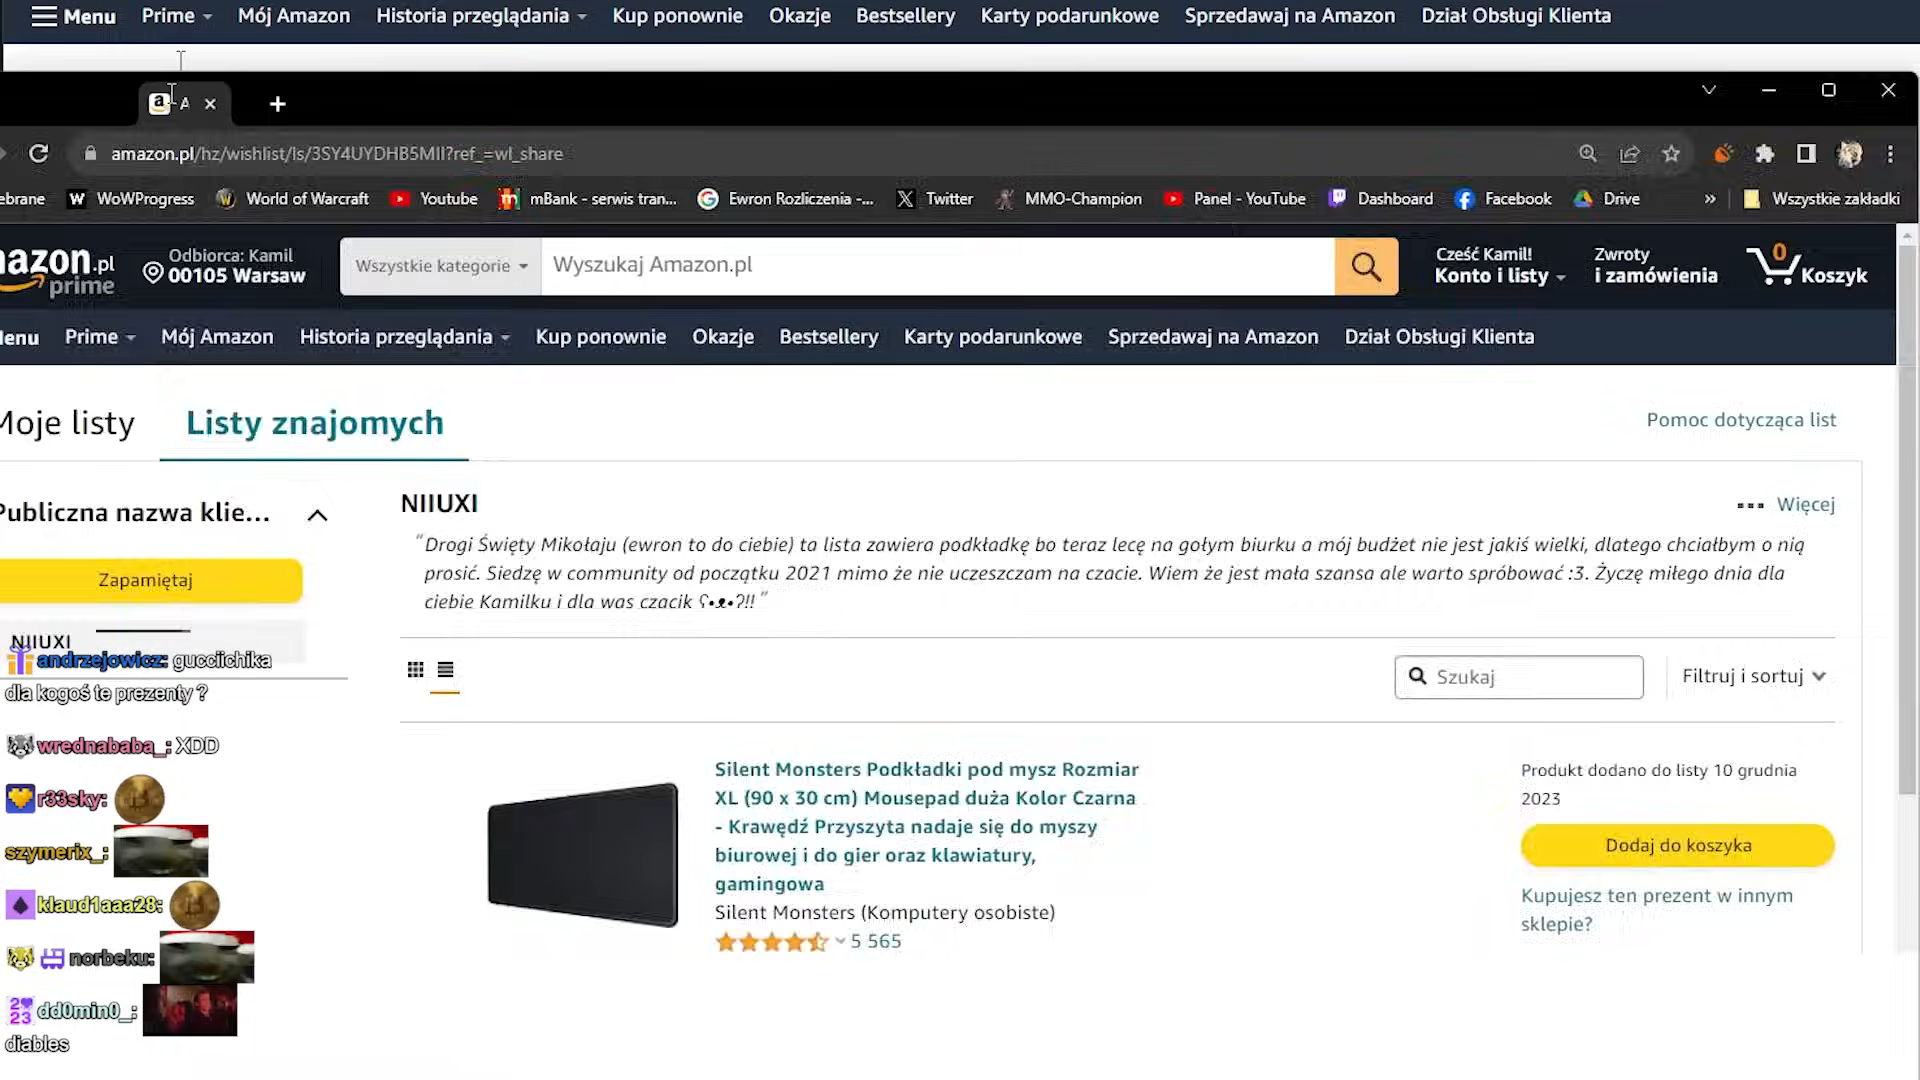 Menu Prime Mój Amazon Historia przeglądania Kup ponownie Okazje Bestsellery Karty podarunkowe Sprzedawaj na Amazon Dział Obsługi Klienta
A
amazon.pl/hz/wishlist/ls/3SY4UYDHB5MII?ref_=wl_share
ebrane WoWProgress World of Warcraft Youtube mBank - serwis tran... Ewron Rozliczenia -... Twitter MMO-Champion Panel - YouTube Dashboard Facebook Drive » Wszystkie zakładki
mazon.pl
prime
Odbiorca: Kamil
00105 Warsaw
Wszystkie kategorie
Wyszukaj Amazon.pl
Cześć Kamil!
Konto i listy
Zwroty
i zamówienia
0
Koszyk
enu Prime Mój Amazon Historia przeglądania Kup ponownie Okazje Bestsellery Karty podarunkowe Sprzedawaj na Amazon Dział Obsługi Klienta
Moje listy Listy znajomych Pomoc dotycząca list
Publiczna nazwa klie...
Zapamiętaj
NIIUXI
NIIUXI
Więcej
“Drogi Święty Mikołaju (ewron to do ciebie) ta lista zawiera podkładkę bo teraz lecę na gołym biurku a mój budżet nie jest jakiś wielki, dlatego chciałbym o nią
prosić. Siedzę w community od początku 2021 mimo że nie uczeszczam na czacie. Wiem że jest mała szansa ale warto spróbować :3. Życzę miłego dnia dla
ciebie Kamilku i dla was czacik ʕ•ᴥ•ʔ!!”
Szukaj
Filtruj i sortuj
Silent Monsters Podkładki pod mysz Rozmiar
XL (90 x 30 cm) Mousepad duża Kolor Czarna
- Krawędź Przyszyta nadaje się do myszy
biurowej i do gier oraz klawiatury,
gamingowa
Silent Monsters (Komputery osobiste)
5 565
Produkt dodano do listy 10 grudnia
2023
Dodaj do koszyka
Kupujesz ten prezent w innym
sklepie?
andrzejowicz: gucciichika
dla kogoś te prezenty ?
wrednababa_: XDD
r33sky:
szymerix_:
klaud1aaa28:
norbeku:
dd0min0_:
diables